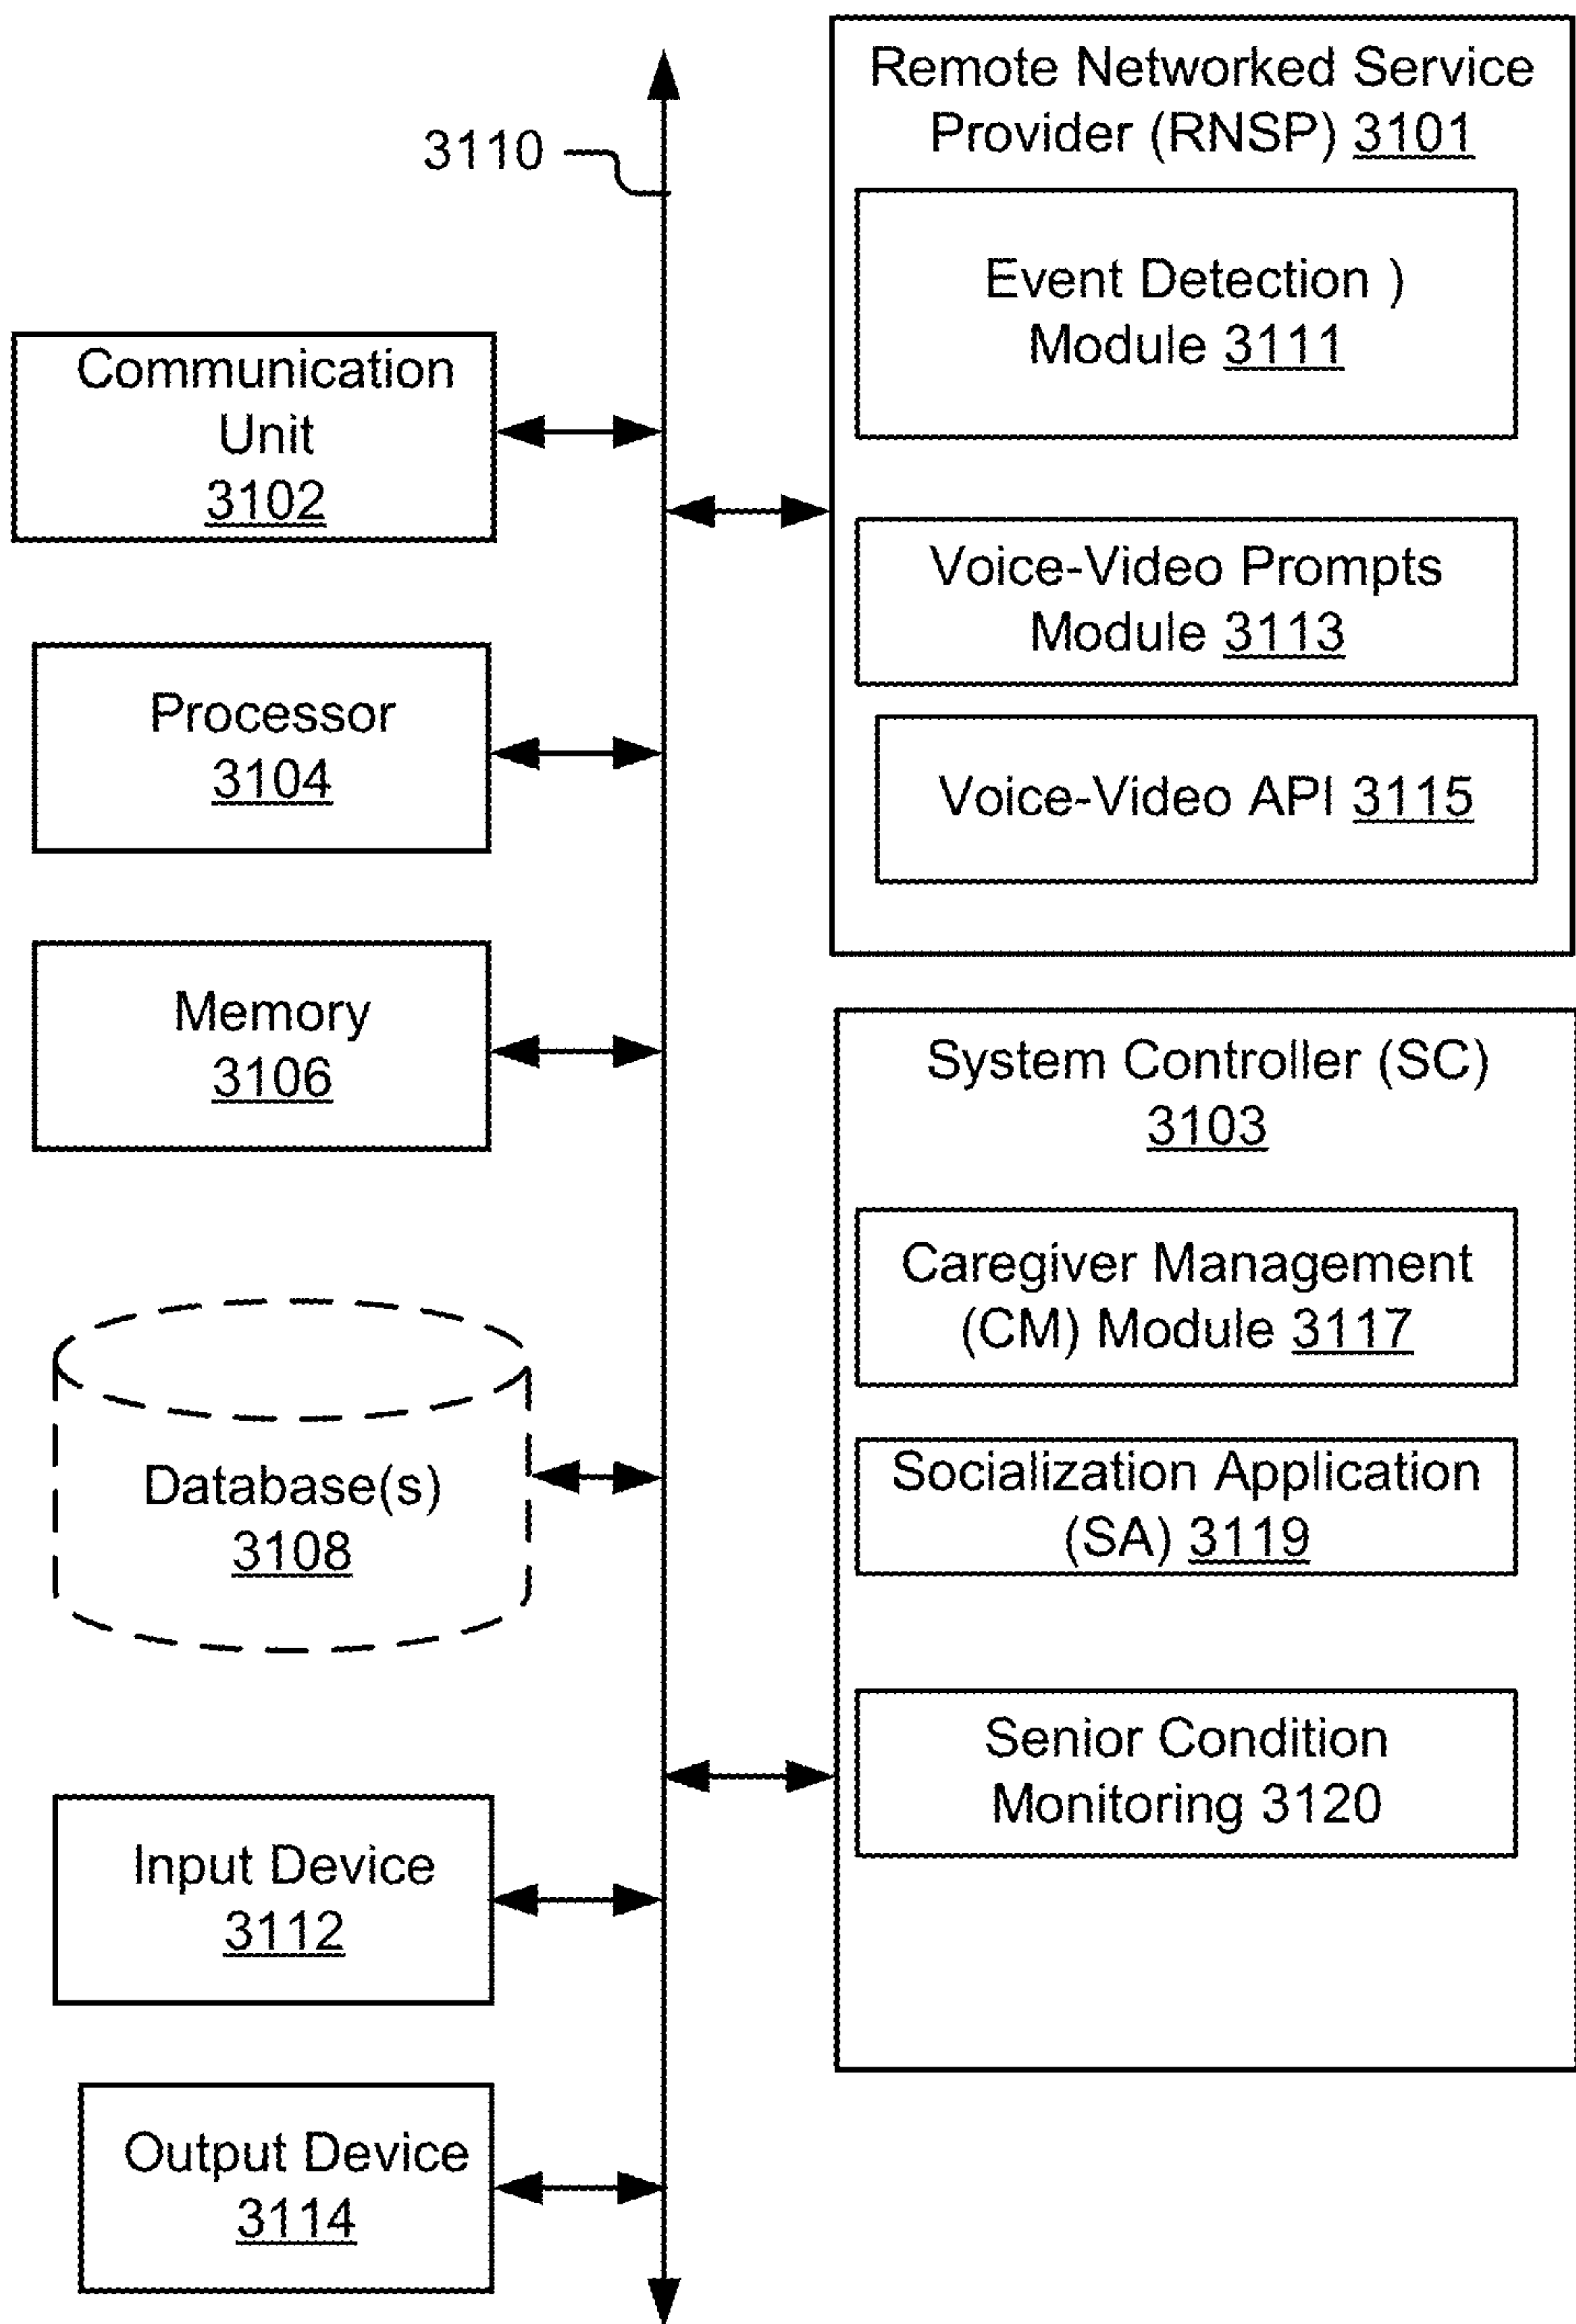 3110
Communication
Unit
3102
Processor
3104
Memory
3106
Database(s)
3108
Input Device
3112
Output Device
3114
Remote Networked Service
Provider (RNSP) 3101
Event Detection )
Module 3111
Voice-Video Prompts
Module 3113
Voice-Video API 3115
System Controller (SC)
3103
Caregiver Management
(CM) Module 3117
Socialization Application
(SA) 3119
Senior Condition
Monitoring 3120